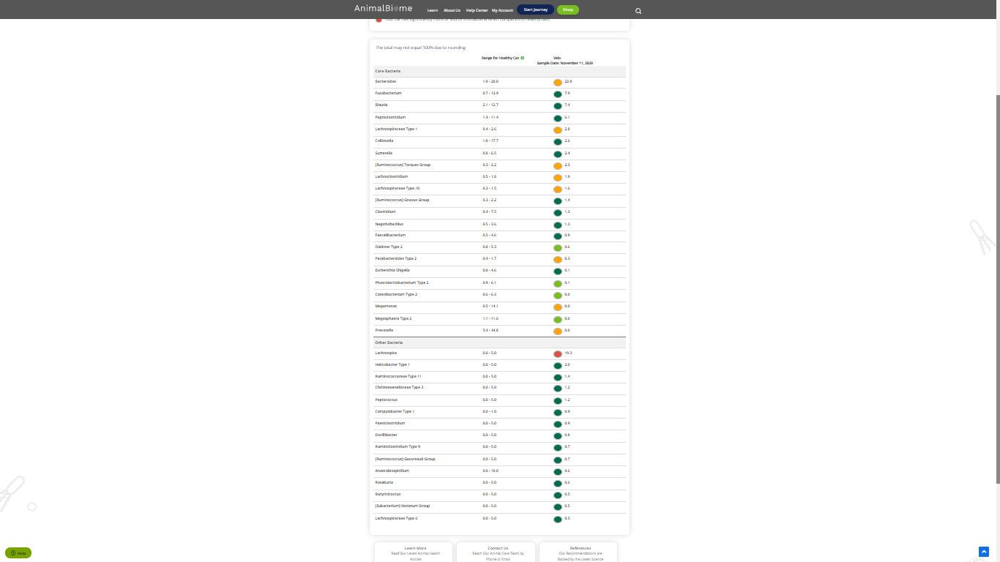 AnimalBiome
Learn About Us Help Center My Account Start Journey Shop
The total may not equal 100% due to rounding
Range for Healthy Cat Velo
Sample Date: November 11, 2020
Core Bacteria
Bacteroides 1.9 - 20.0 22.9
Fusobacterium 0.7 - 13.9 7.9
Blautia 2.1 - 12.7 7.4
Peptoclostridium 1.4 - 11.4 6.1
Lachnospiraceae Type 1 0.4 - 2.6 2.8
Collinsella 1.8 - 17.7 2.6
Sutterella 0.8 - 6.5 2.4
[Ruminococcus] Torques Group 0.3 - 2.2 2.3
Lachnoclostridium 0.5 - 1.8 1.9
Lachnospiraceae Type 10 0.3 - 1.5 1.6
[Ruminococcus] Gnavus Group 0.3 - 2.2 1.4
Clostridium 0.4 - 7.5 1.3
Negativibacillus 0.5 - 3.6 1.3
Faecalibacterium 0.5 - 4.6 0.9
Dialister Type 2 0.8 - 5.3 0.6
Parabacteroides Type 2 0.4 - 1.7 0.3
Escherichia Shigella 0.0 - 4.6 0.1
Phascolarctobacterium Type 2 0.9 - 6.1 0.1
Catenibacterium Type 2 0.6 - 6.3 0.0
Megamonas 0.5 - 14.1 0.0
Megasphaera Type 2 1.1 - 11.6 0.0
Prevotella 5.4 - 44.8 0.0
Other Bacteria
Lachnospira 0.0 - 5.0 19.3
Helicobacter Type 1 0.0 - 5.0 2.0
Ruminococcaceae Type 11 0.0 - 5.0 1.4
Christensenellaceae Type 3 0.0 - 5.0 1.2
Peptococcus 0.0 - 5.0 1.2
Campylobacter Type 1 0.0 - 1.0 0.9
Paeniclostridium 0.0 - 5.0 0.9
Oscillibacter 0.0 - 5.0 0.8
Ruminiclostridium Type 9 0.0 - 5.0 0.7
[Ruminococcus] Gauvreauii Group 0.0 - 5.0 0.7
Anaerobiospirillum 0.0 - 10.0 0.6
Roseburia 0.0 - 5.0 0.6
Butyricicoccus 0.0 - 5.0 0.5
[Eubacterium] Nodatum Group 0.0 - 5.0 0.5
Lachnospiraceae Type 6 0.0 - 5.0 0.5
Learn More
Read Our Latest Animal Health
Articles
Contact Us
Reach Our Animal Care Team by
Phone or Email
References
Our Recommendations are
Backed by the Latest Science
Help